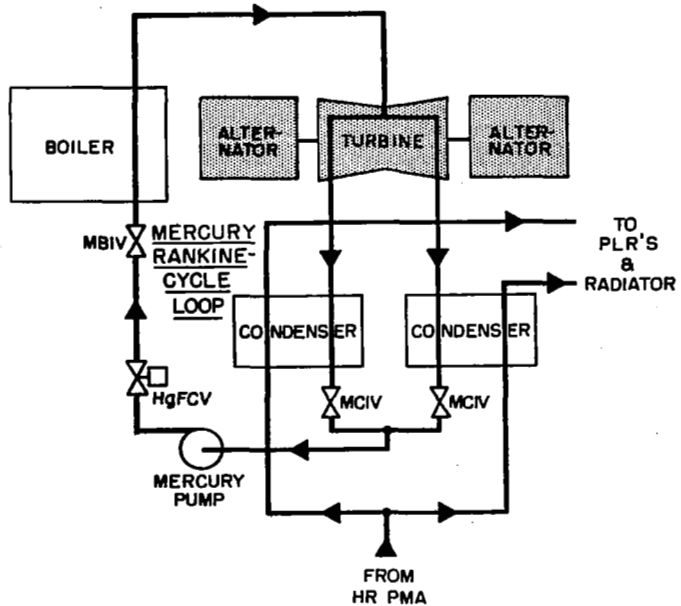 BOILER
ALTER-
NATOR
TURBINE
ALTER-
NATOR
MBIV
MERCURY
RANKINE-
CYCLE
LOOP
TO
PLR'S
&
RADIATOR
CONDENSER
CONDENSER
HgFCV
MCIV
MCIV
MERCURY
PUMP
FROM
HR PMA